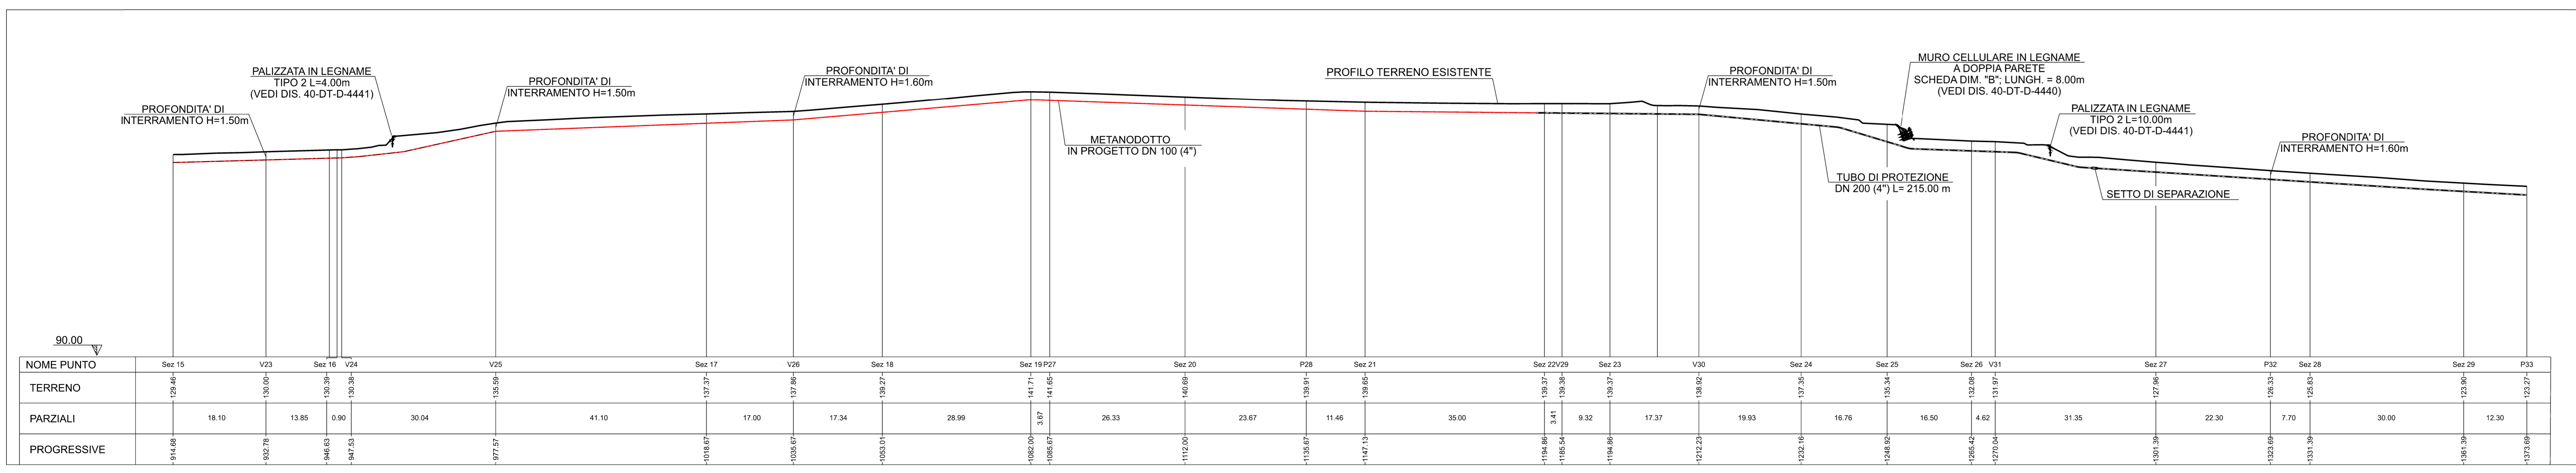 PROFONDITA' DI
INTERRAMENTO H=1.50m
PALIZZATA IN LEGNAME
TIPO 2 L=4.00m
(VEDI DIS. 40-DT-D-4441)
PROFONDITA' DI
INTERRAMENTO H=1.50m
PROFONDITA' DI
INTERRAMENTO H=1.60m
METANODOTTO
IN PROGETTO DN 100 (4")
PROFILO TERRENO ESISTENTE
PROFONDITA' DI
INTERRAMENTO H=1.50m
TUBO DI PROTEZIONE
DN 200 (4") L= 215.00 m
MURO CELLULARE IN LEGNAME
A DOPPIA PARETE
SCHEDA DIM. "B"; LUNGH. = 8.00m
(VEDI DIS. 40-DT-D-4440)
PALIZZATA IN LEGNAME
TIPO 2 L=10.00m
(VEDI DIS. 40-DT-D-4441)
SETTO DI SEPARAZIONE
PROFONDITA' DI
INTERRAMENTO H=1.60m
90.00
NOME PUNTO Sez 15 V23 Sez 16 V24 V25 Sez 17 V26 Sez 18 Sez 19 P27 Sez 20 P28 Sez 21 Sez 22 V29 Sez 23 V30 Sez 24 Sez 25 Sez 26 V31 Sez 27 P32 Sez 28 Sez 29 P33
TERRENO 129.46 130.00 130.39 130.38 135.59 137.37 137.86 139.27 141.71 141.65 140.69 139.91 139.65 139.37 139.38 139.37 138.92 137.35 135.34 132.08 131.97 127.96 126.33 125.83 123.90 123.27
PARZIALI 18.10 13.85 0.90 30.04 41.10 17.00 17.34 28.99 3.67 26.33 23.67 11.46 35.00 3.41 9.32 17.37 19.93 16.76 16.50 4.62 31.35 22.30 7.70 30.00 12.30
PROGRESSIVE 914.68 932.78 946.63 947.53 977.57 1018.67 1035.67 1053.01 1082.00 1085.67 1112.00 1135.67 1147.13 1194.86 1185.54 1194.86 1212.23 1232.16 1248.92 1265.42 1270.04 1301.39 1323.69 1331.39 1361.39 1373.69